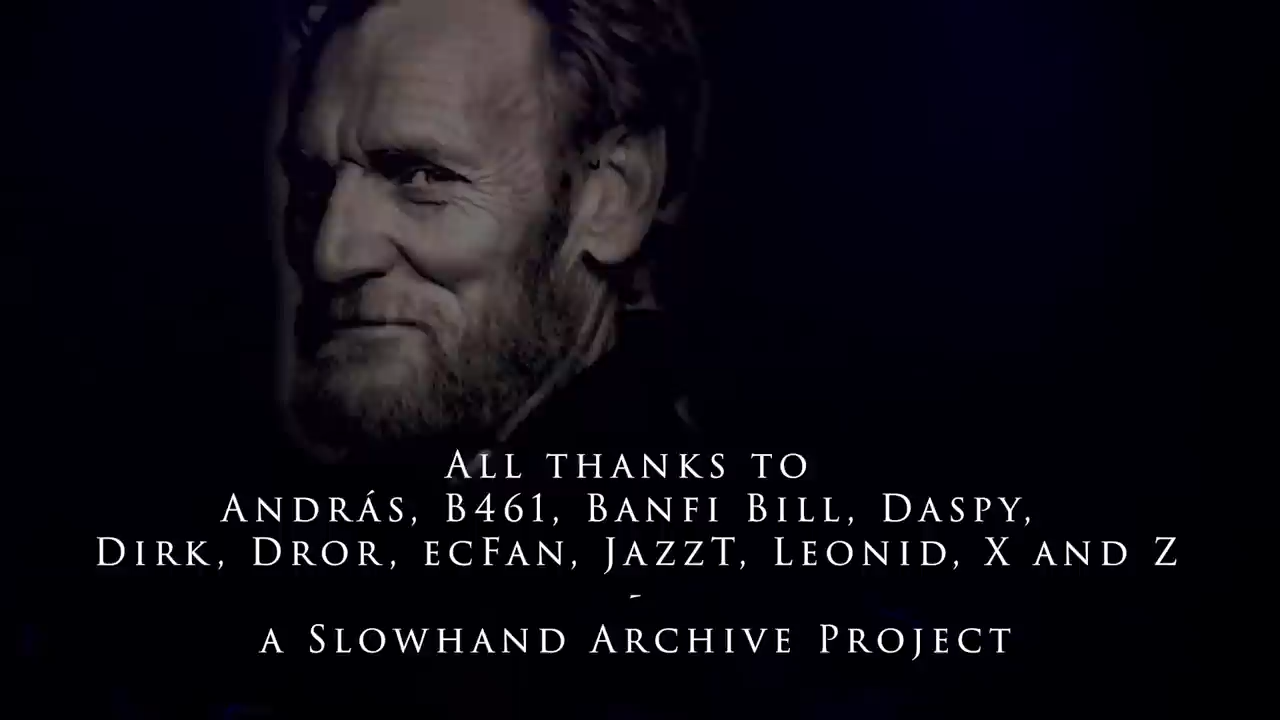 All thanks to
András, B461, Banfi Bill, Daspy,
Dirk, Dror, ecFan, JazzT, Leonid, X and Z
-
a Slowhand Archive Project